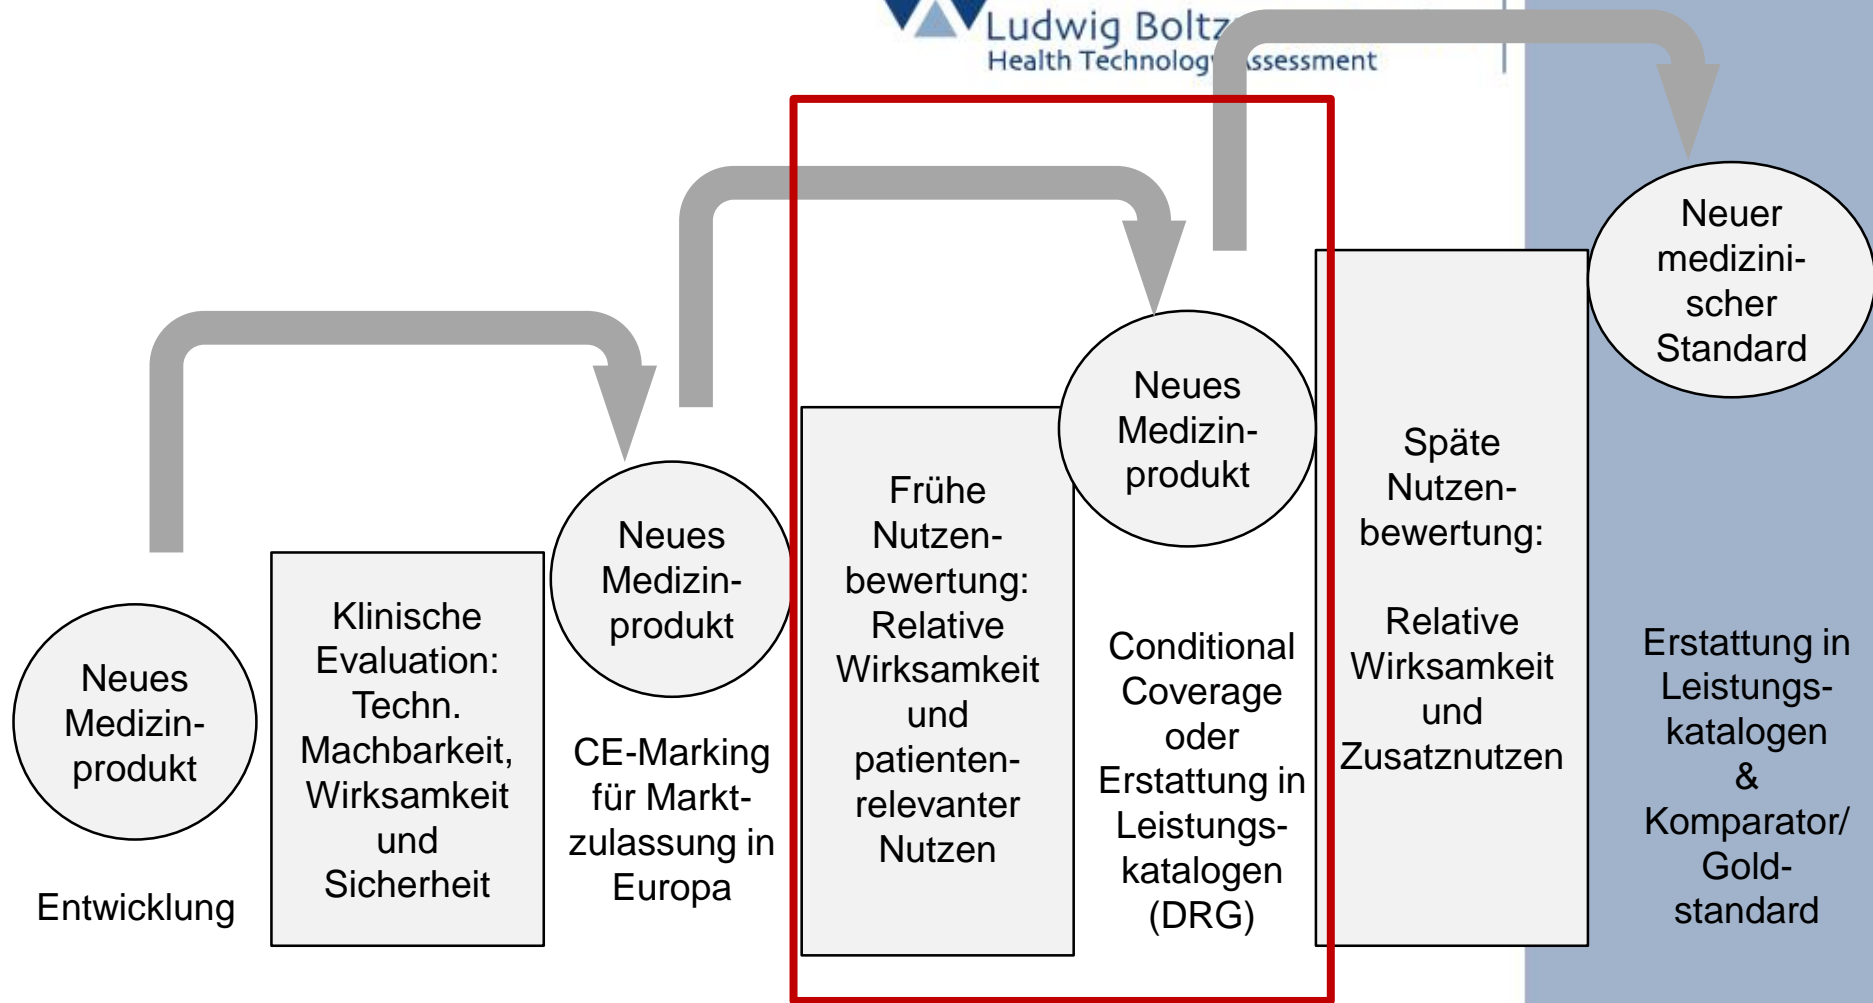 Ludwig Boltz
Health Technology Assessment
Neues
Medizin-
produkt
Entwicklung
Klinische
Evaluation:
Techn.
Machbarkeit,
Wirksamkeit
und
Sicherheit
Neues
Medizin-
produkt
CE-Marking
für Markt-
zulassung in
Europa
Frühe
Nutzen-
bewertung:
Relative
Wirksamkeit
und
patienten-
relevanter
Nutzen
Neues
Medizin-
produkt
Conditional
Coverage
oder
Erstattung in
Leistungs-
katalogen
(DRG)
Späte
Nutzen-
bewertung:
Relative
Wirksamkeit
und
Zusatznutzen
Neuer
medizini-
scher
Standard
Erstattung in
Leistungs-
katalogen
&
Komparator/
Gold-
standard